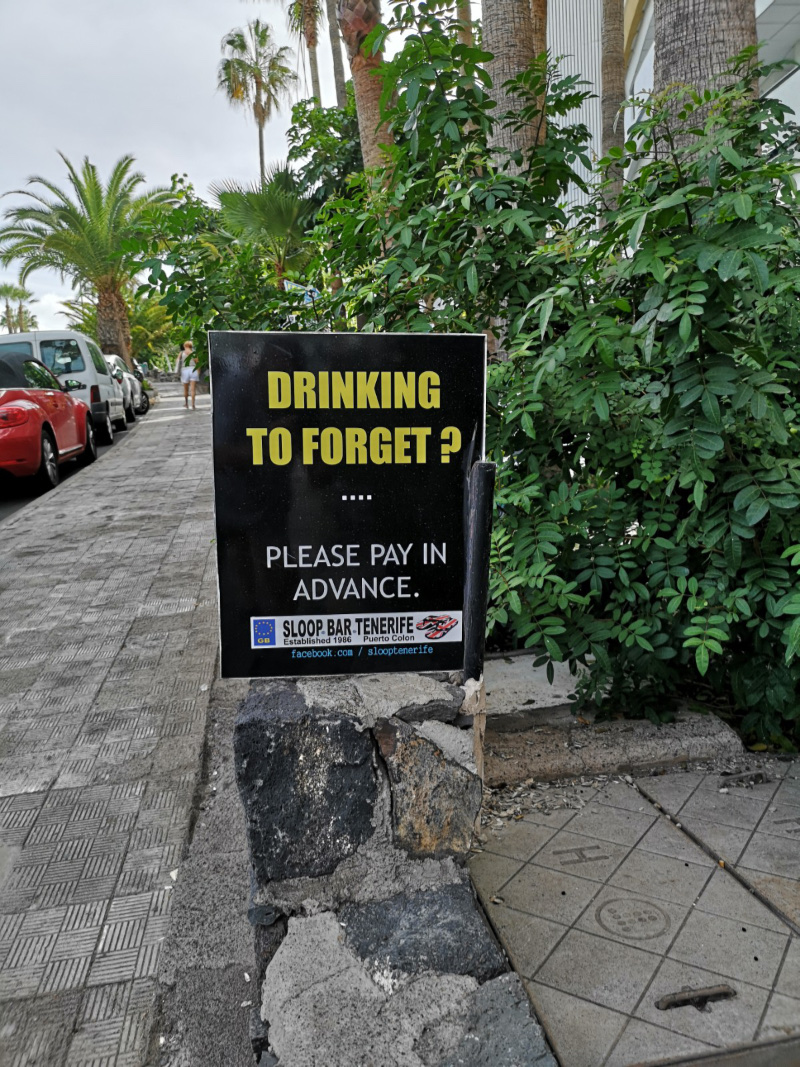 DRINKING
TO FORGET ?
....
PLEASE PAY IN
ADVANCE.
GB
SLOOP BAR TENERIFE
Established 1986 Puerto Colon
facebook.com / slooptenerife
H